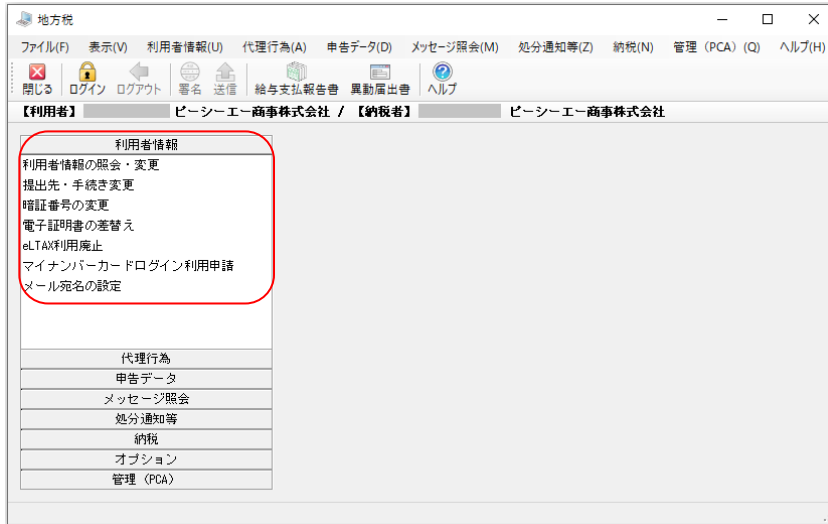 地方税
ファイル(F) 表示(V) 利用者情報(U) 代理行為(A) 申告データ(D) メッセージ照会(M) 処分通知等(Z) 納税(N) 管理（PCA）(Q) ヘルプ(H)
閉じる ログイン ログアウト 署名 送信 給与支払報告書 異動届出書 ヘルプ
【利用者】 ピーシーエー商事株式会社 / 【納税者】 ピーシーエー商事株式会社
利用者情報
利用者情報の照会・変更
提出先・手続き変更
暗証番号の変更
電子証明書の差替え
eLTAX利用廃止
マイナンバーカードログイン利用申請
メール宛名の設定
代理行為
申告データ
メッセージ照会
処分通知等
納税
オプション
管理（PCA）